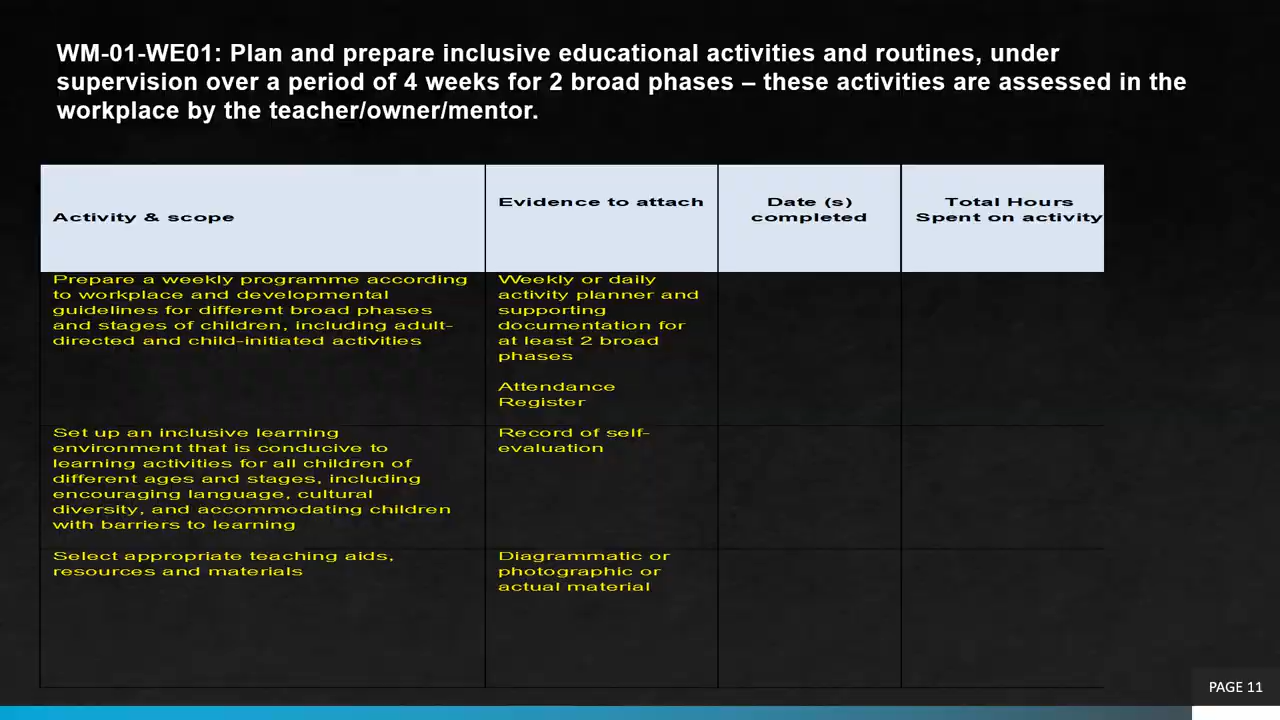 WM-01-WE01: Plan and prepare inclusive educational activities and routines, under
supervision over a period of 4 weeks for 2 broad phases – these activities are assessed in the
workplace by the teacher/owner/mentor.
Activity & scope
Evidence to attach
Date (s)
completed
Total Hours
Spent on activity
Prepare a weekly programme according
to workplace and developmental
guidelines for different broad phases
and stages of children, including adult-
directed and child-initiated activities
Weekly or daily
activity planner and
supporting
documentation for
at least 2 broad
phases
Attendance
Register
Set up an inclusive learning
environment that is conducive to
learning activities for all children of
different ages and stages, including
encouraging language, cultural
diversity, and accommodating children
with barriers to learning
Record of self-
evaluation
Select appropriate teaching aids,
resources and materials
Diagrammatic or
photographic or
actual material
PAGE 11